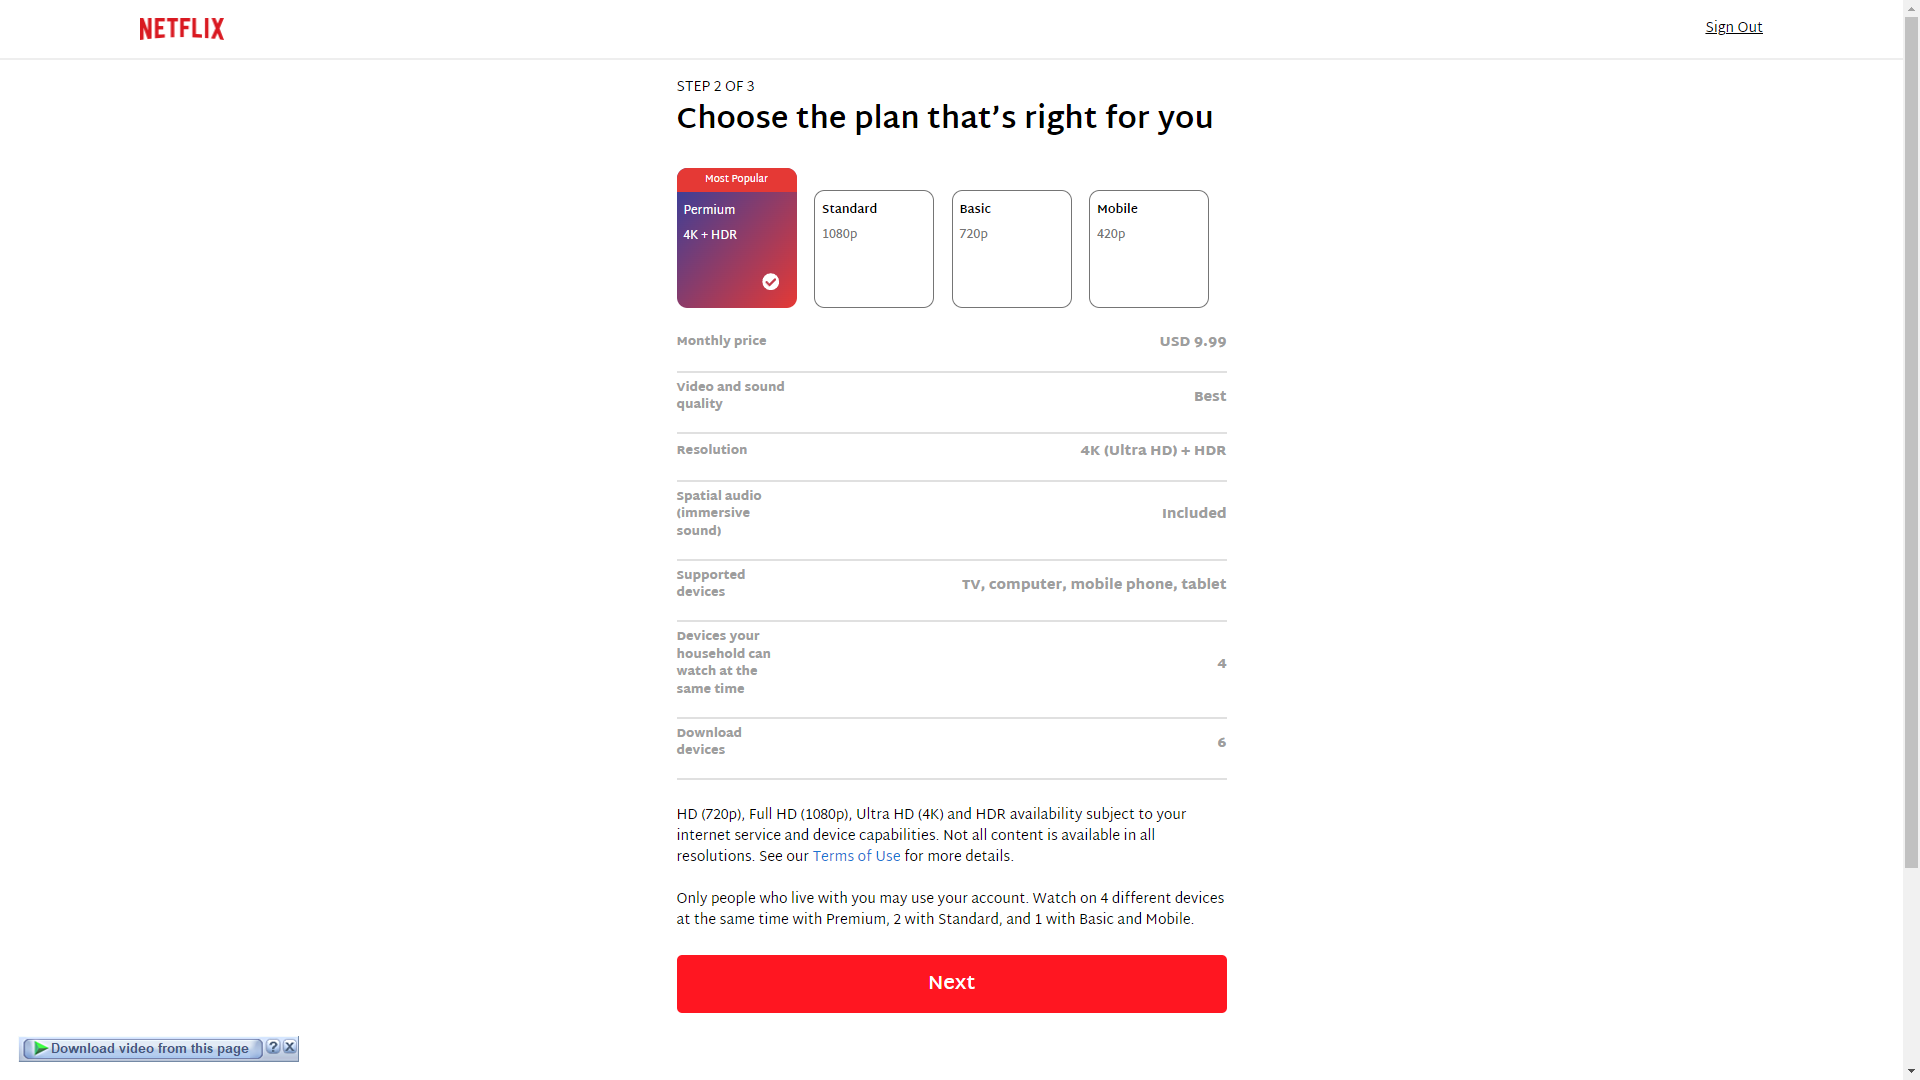 NETFLIX
Sign Out
STEP 2 OF 3
Choose the plan that’s right for you
Most Popular
Permium
4K + HDR
Standard
1080p
Basic
720p
Mobile
420p
Monthly price
USD 9.99
Video and sound
quality
Best
Resolution
4K (Ultra HD) + HDR
Spatial audio
(immersive
sound)
Included
Supported
devices
TV, computer, mobile phone, tablet
Devices your
household can
watch at the
same time
4
Download
devices
6
HD (720p), Full HD (1080p), Ultra HD (4K) and HDR availability subject to your
internet service and device capabilities. Not all content is available in all
resolutions. See our Terms of Use for more details.
Only people who live with you may use your account. Watch on 4 different devices
at the same time with Premium, 2 with Standard, and 1 with Basic and Mobile.
Next
Download video from this page ? X